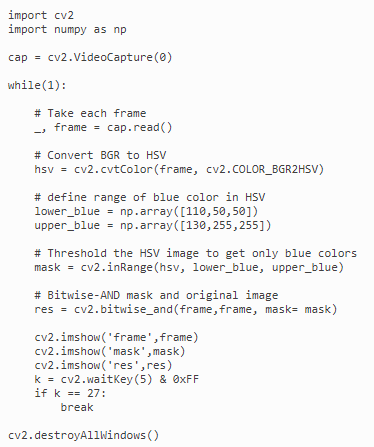 import cv2
import numpy as np

cap = cv2.VideoCapture(0)

while(1):

    # Take each frame
    _, frame = cap.read()

    # Convert BGR to HSV
    hsv = cv2.cvtColor(frame, cv2.COLOR_BGR2HSV)

    # define range of blue color in HSV
    lower_blue = np.array([110,50,50])
    upper_blue = np.array([130,255,255])

    # Threshold the HSV image to get only blue colors
    mask = cv2.inRange(hsv, lower_blue, upper_blue)

    # Bitwise-AND mask and original image
    res = cv2.bitwise_and(frame,frame, mask= mask)

    cv2.imshow('frame',frame)
    cv2.imshow('mask',mask)
    cv2.imshow('res',res)
    k = cv2.waitKey(5) & 0xFF
    if k == 27:
        break

cv2.destroyAllWindows()